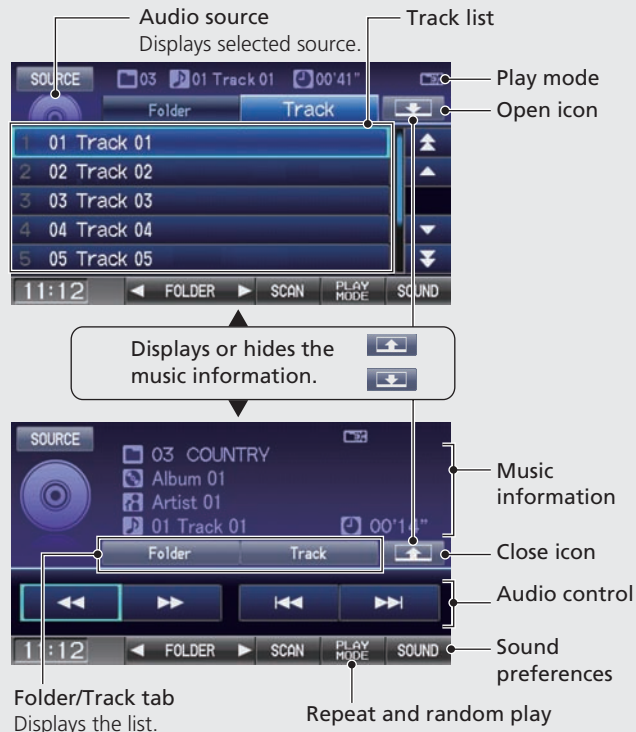 Audio source
Displays selected source.
Track list
SOURCE 03 01 Track 01 00'41"
Play mode
Folder Track
Open icon
1 01 Track 01
2 02 Track 02
3 03 Track 03
4 04 Track 04
5 05 Track 05
11:12 FOLDER SCAN PLAY MODE SOUND
Displays or hides the
music information.
SOURCE
03 COUNTRY
Album 01
Artist 01
01 Track 01 00'14"
Music
information
Folder Track
Close icon
Audio control
11:12 FOLDER SCAN PLAY MODE SOUND
Sound
preferences
Folder/Track tab
Displays the list.
Repeat and random play